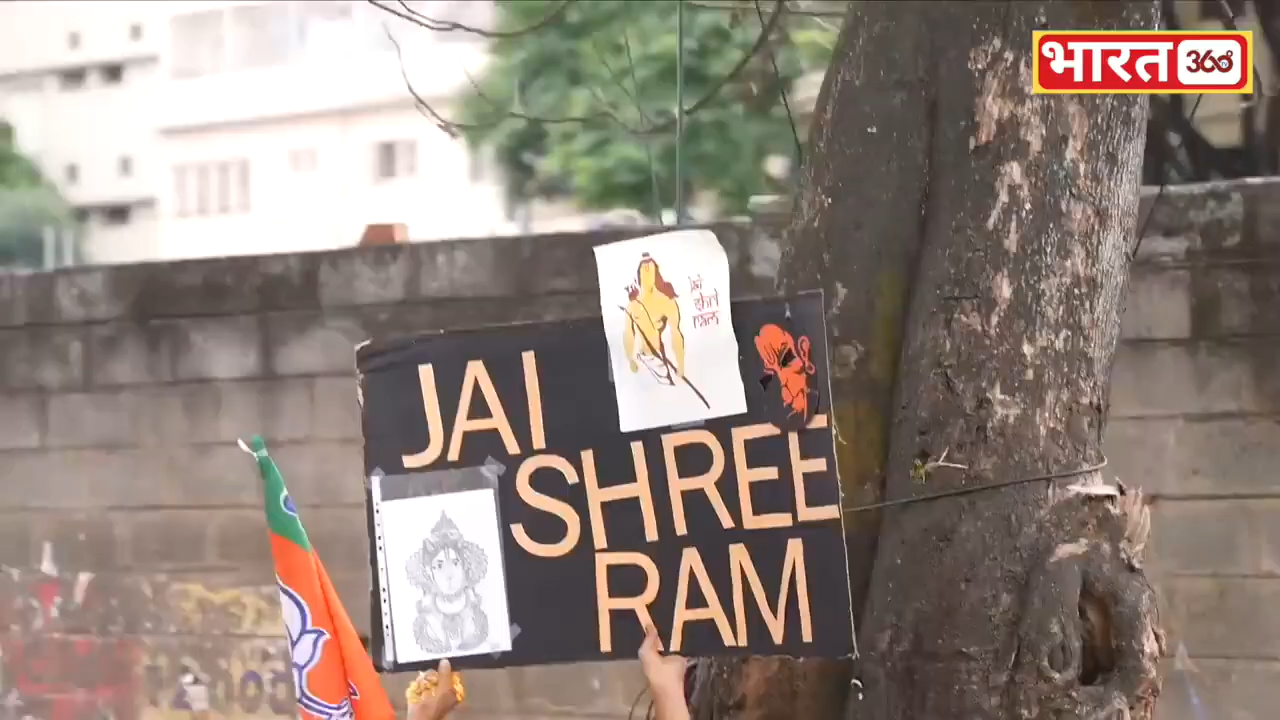 भारत 360
jai
shri
ram
JAI
SHREE
RAM